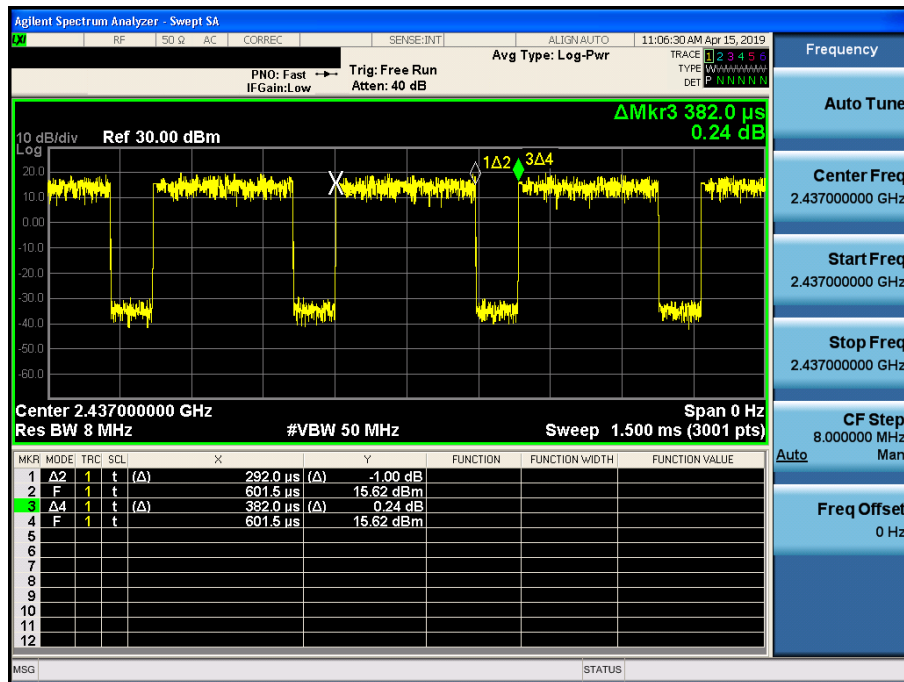 Agilent Spectrum Analyzer - Swept SA
LXI RF 50 Ω AC CORREC SENSE:INT ALIGN AUTO 11:06:30 AM Apr 15, 2019
Avg Type: Log-Pwr TRACE 1 2 3 4 5 6
PNO: Fast Trig: Free Run TYPE WWWWWW
IFGain:Low Atten: 40 dB DET P N N N N N
ΔMkr3 382.0 µs
0.24 dB
10 dB/div Ref 30.00 dBm
Log
1Δ2 3Δ4
20.0
10.0
0.00
-10.0
-20.0
-30.0
-40.0
-50.0
-60.0
Center 2.437000000 GHz Span 0 Hz
Res BW 8 MHz #VBW 50 MHz Sweep 1.500 ms (3001 pts)
MKR MODE TRC SCL X Y FUNCTION FUNCTION WIDTH FUNCTION VALUE
1 Δ2 1 t (Δ) 292.0 µs (Δ) -1.00 dB
2 F 1 t 601.5 µs 15.62 dBm
3 Δ4 1 t (Δ) 382.0 µs (Δ) 0.24 dB
4 F 1 t 601.5 µs 15.62 dBm
5
6
7
8
9
10
11
12
MSG STATUS
Frequency
Auto Tune
Center Freq
2.437000000 GHz
Start Freq
2.437000000 GHz
Stop Freq
2.437000000 GHz
CF Step
8.000000 MHz
Auto Man
Freq Offset
0 Hz